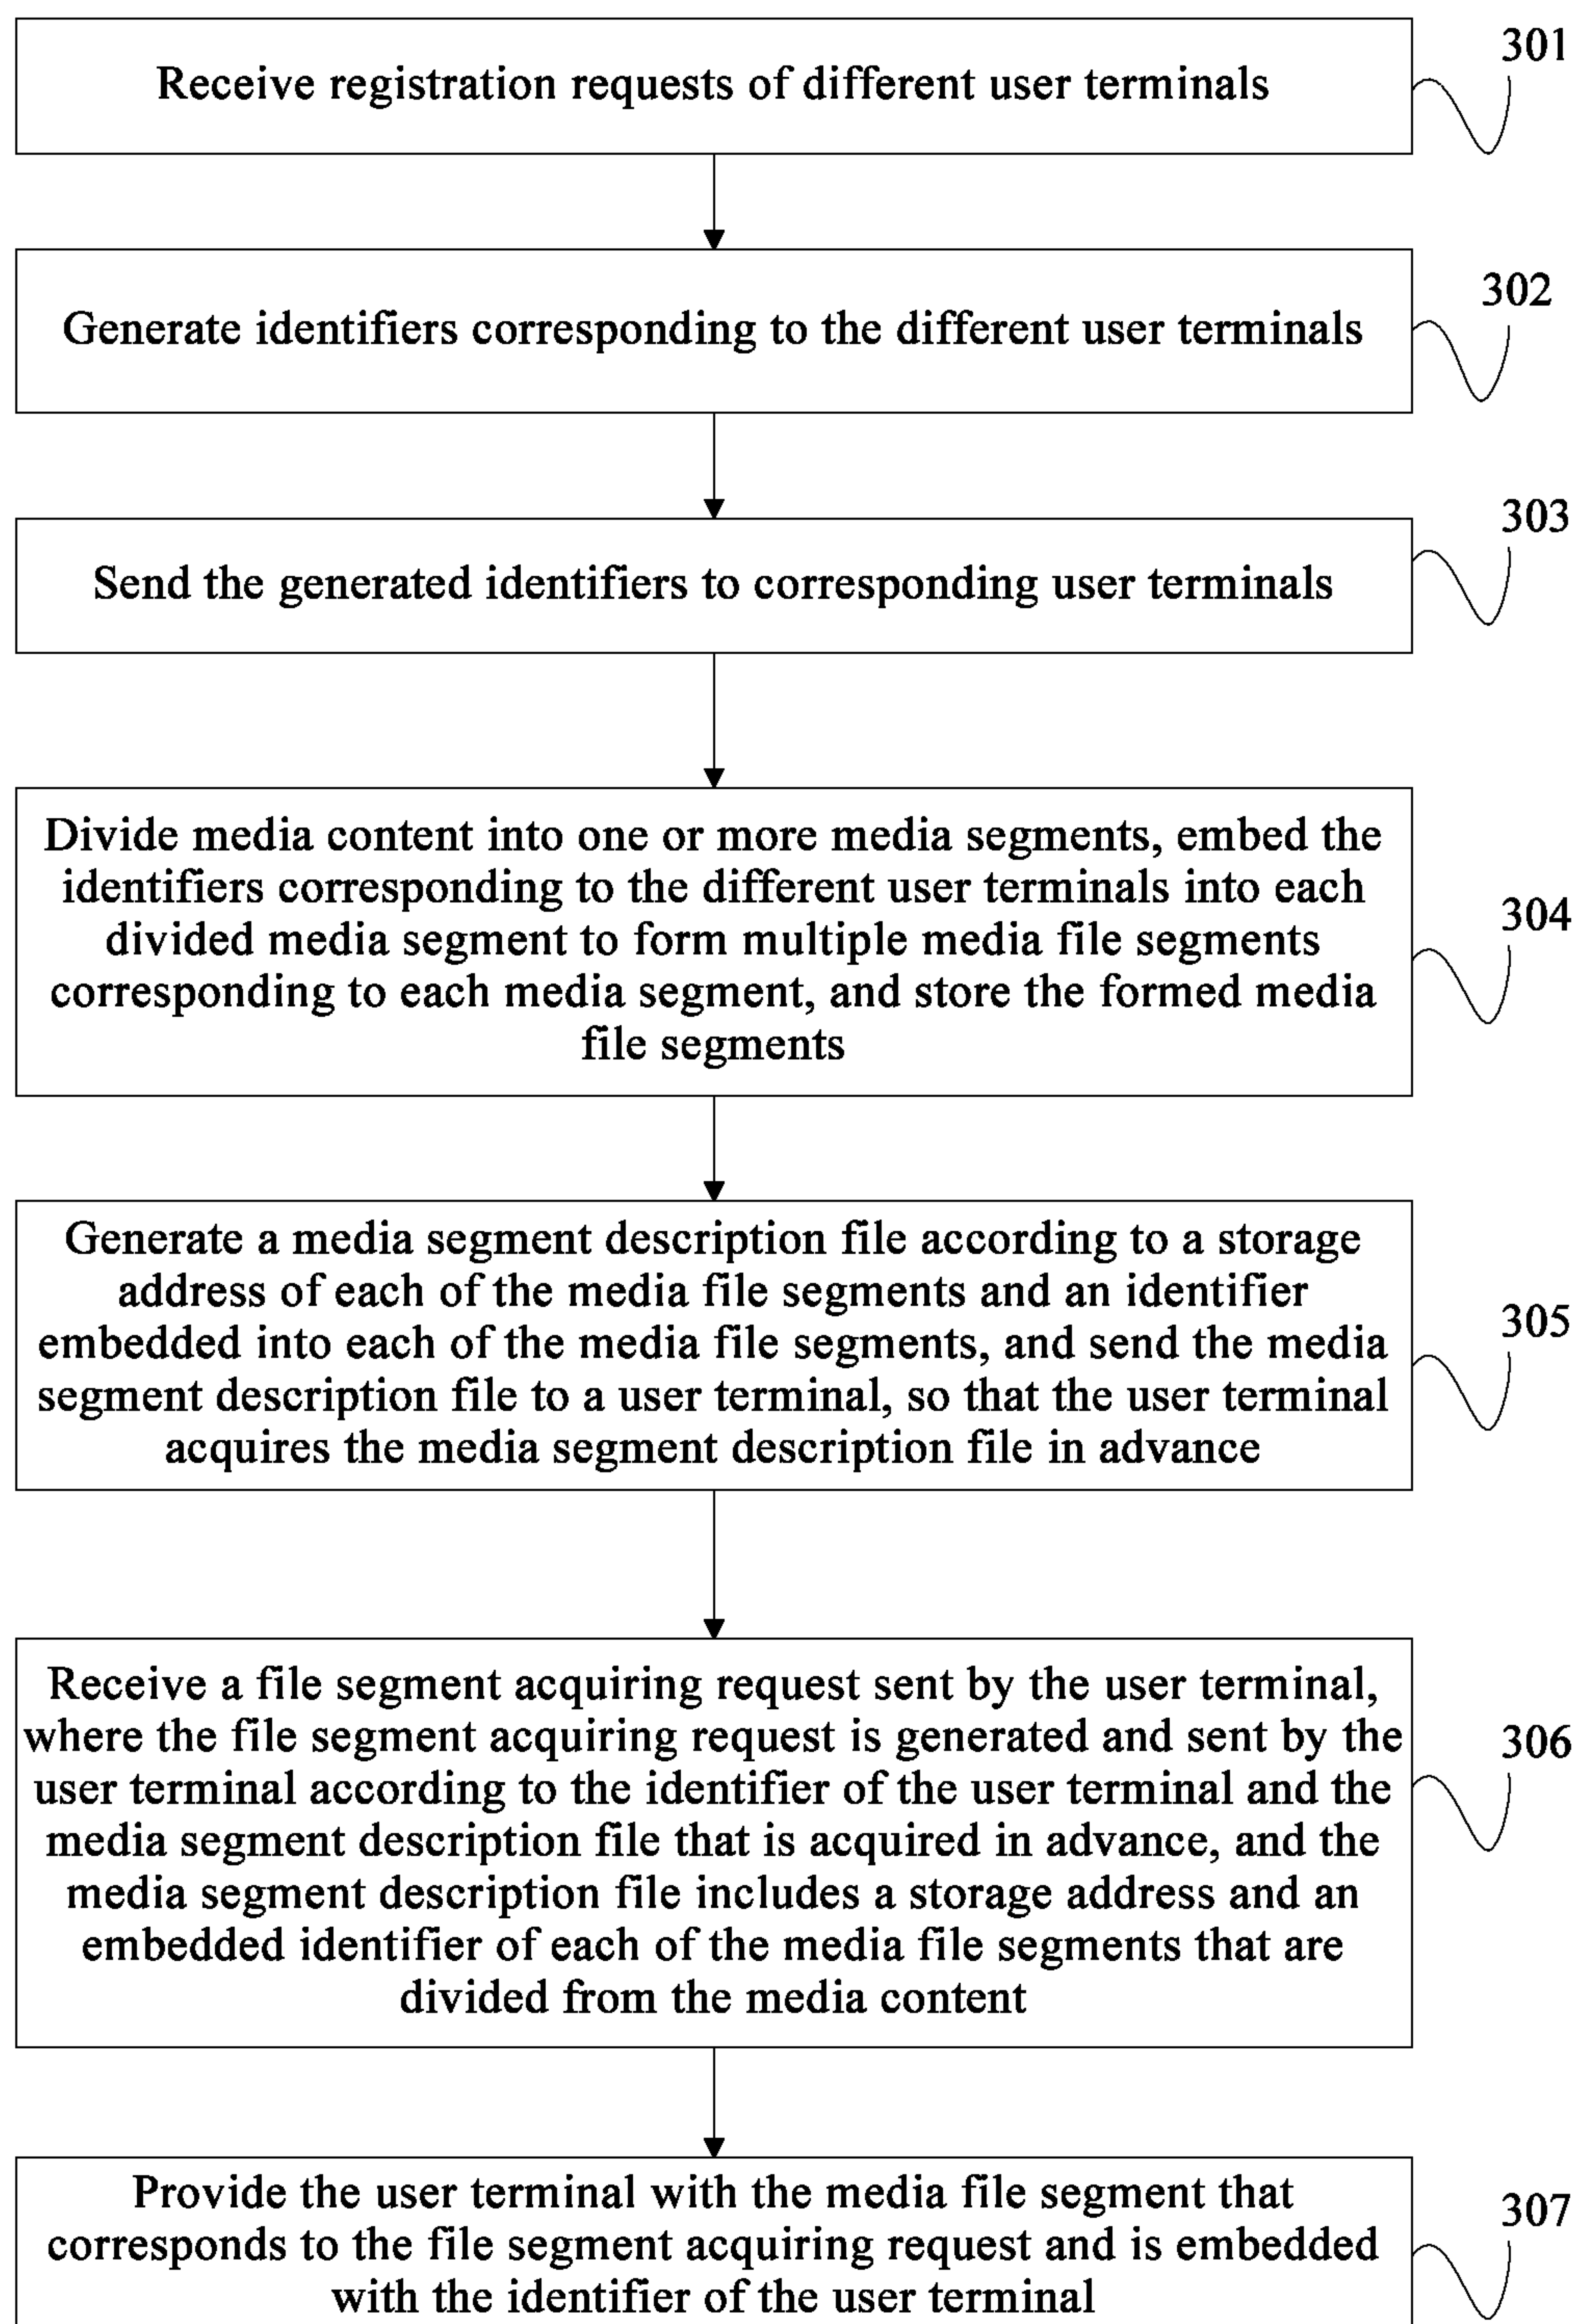 301
Receive registration requests of different user terminals
302
Generate identifiers corresponding to the different user terminals
303
Send the generated identifiers to corresponding user terminals
304
Divide media content into one or more media segments, embed the
identifiers corresponding to the different user terminals into each
divided media segment to form multiple media file segments
corresponding to each media segment, and store the formed media
file segments
305
Generate a media segment description file according to a storage
address of each of the media file segments and an identifier
embedded into each of the media file segments, and send the media
segment description file to a user terminal, so that the user terminal
acquires the media segment description file in advance
306
Receive a file segment acquiring request sent by the user terminal,
where the file segment acquiring request is generated and sent by the
user terminal according to the identifier of the user terminal and the
media segment description file that is acquired in advance, and the
media segment description file includes a storage address and an
embedded identifier of each of the media file segments that are
divided from the media content
307
Provide the user terminal with the media file segment that
corresponds to the file segment acquiring request and is embedded
with the identifier of the user terminal